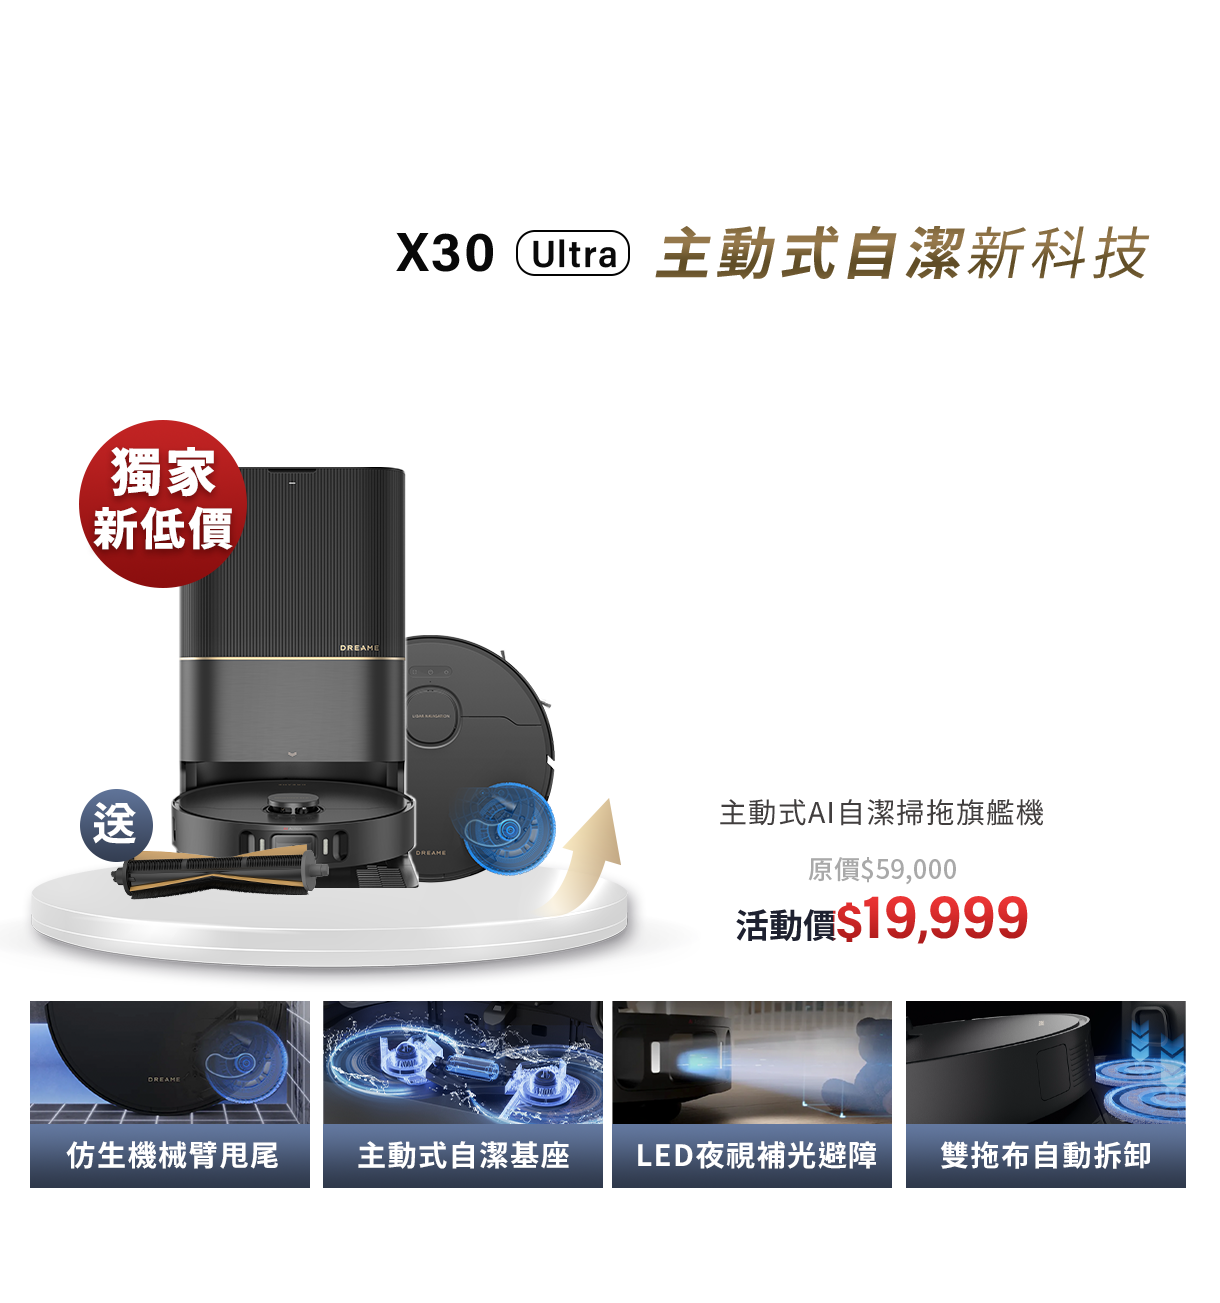 X30 Ultra 主動式自潔新科技
獨家
新低價
DREAME
LIDAR NAVIGATION
送
DREAME
主動式AI自潔掃拖旗艦機
原價$59,000
活動價$19,999
DREAME
仿生機械臂甩尾
主動式自潔基座
LED夜視補光避障
雙拖布自動拆卸